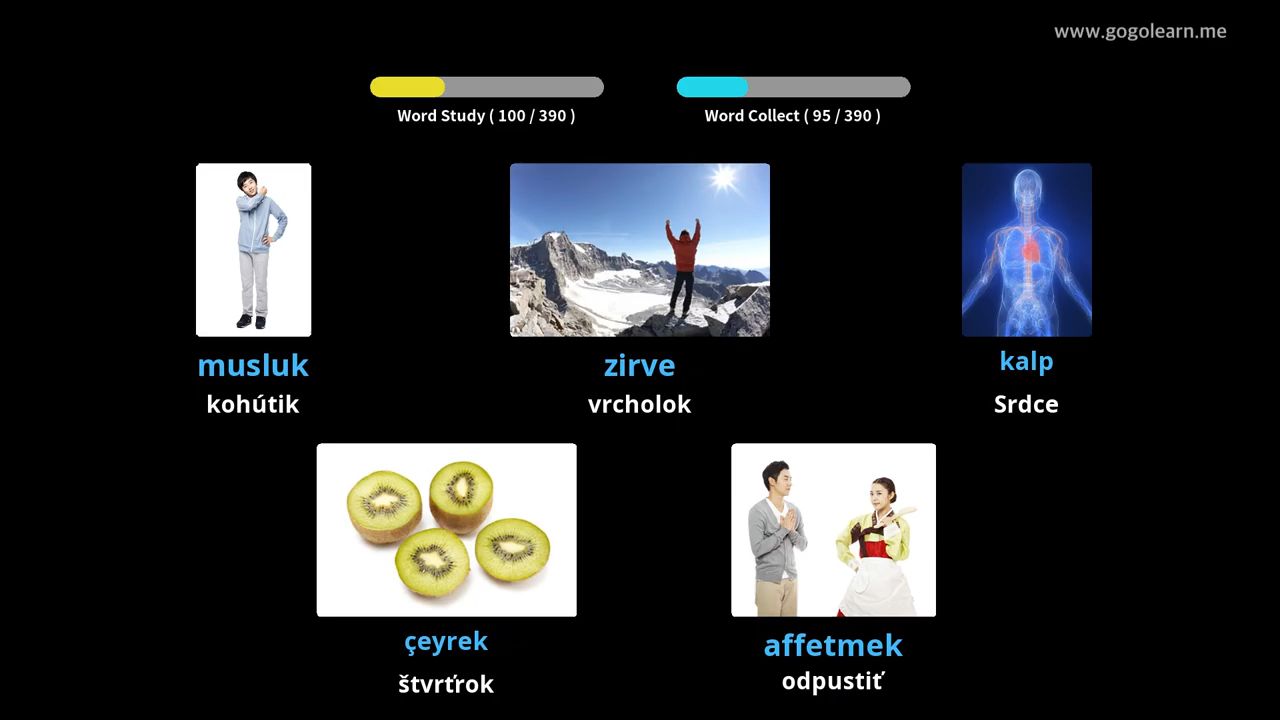 www.gogolearn.me
Word Study ( 100 / 390 )
Word Collect ( 95 / 390 )
musluk
zirve
kalp
kohútik
vrcholok
Srdce
çeyrek
affetmek
štvrťrok
odpustiť